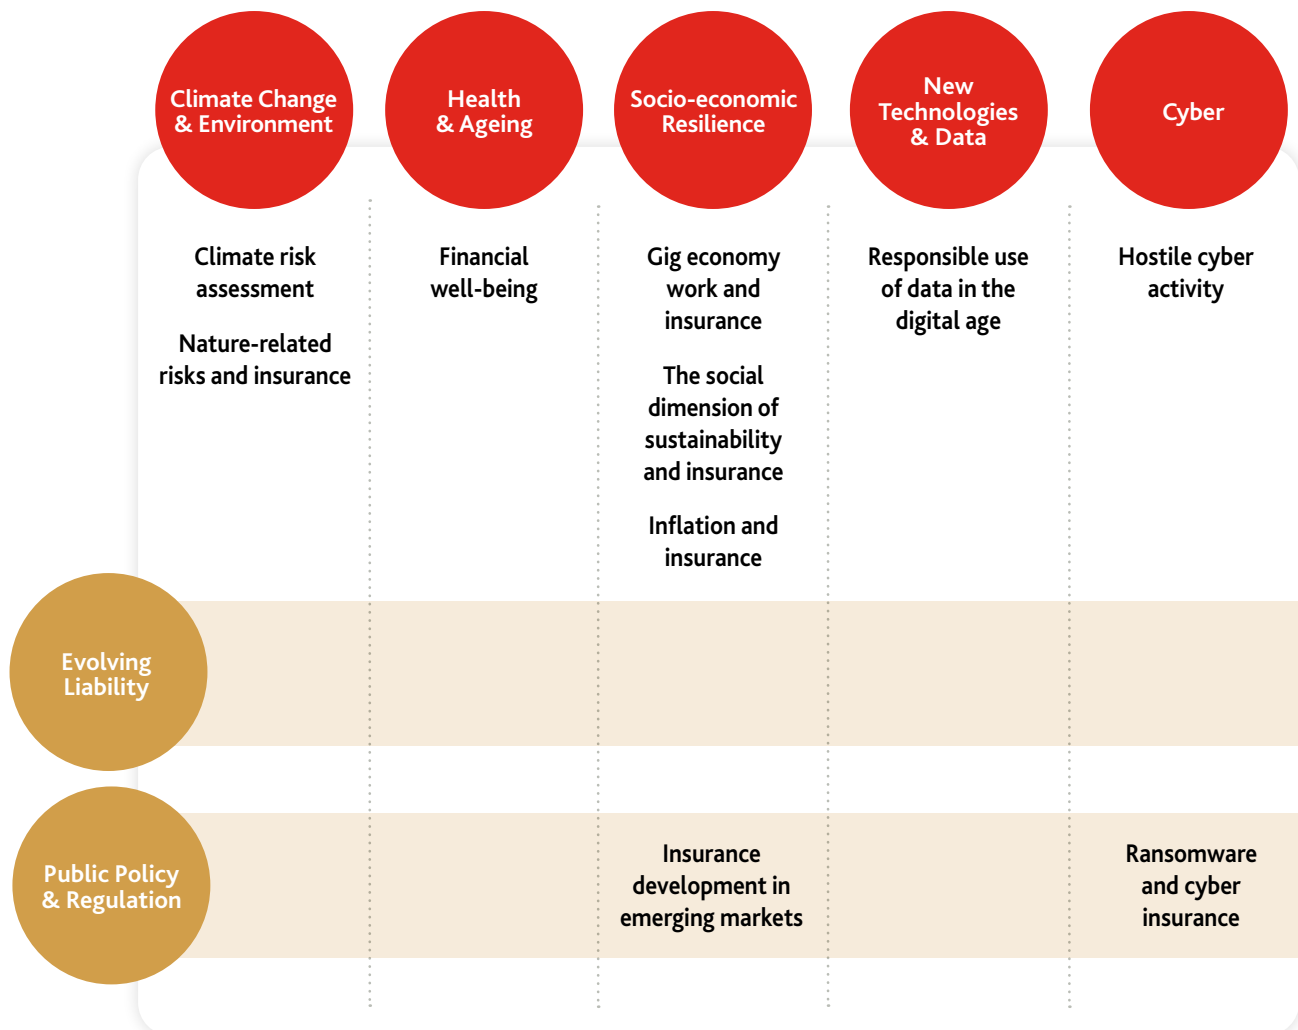 Climate Change
& Environment
Health
& Ageing
Socio-economic
Resilience
New
Technologies
& Data
Cyber
Climate risk
assessment
Nature-related
risks and insurance
Financial
well-being
Gig economy
work and
insurance
The social
dimension of
sustainability
and insurance
Inflation and
insurance
Responsible use
of data in the
digital age
Hostile cyber
activity
Evolving
Liability
Public Policy
& Regulation
Insurance
development in
emerging markets
Ransomware
and cyber
insurance